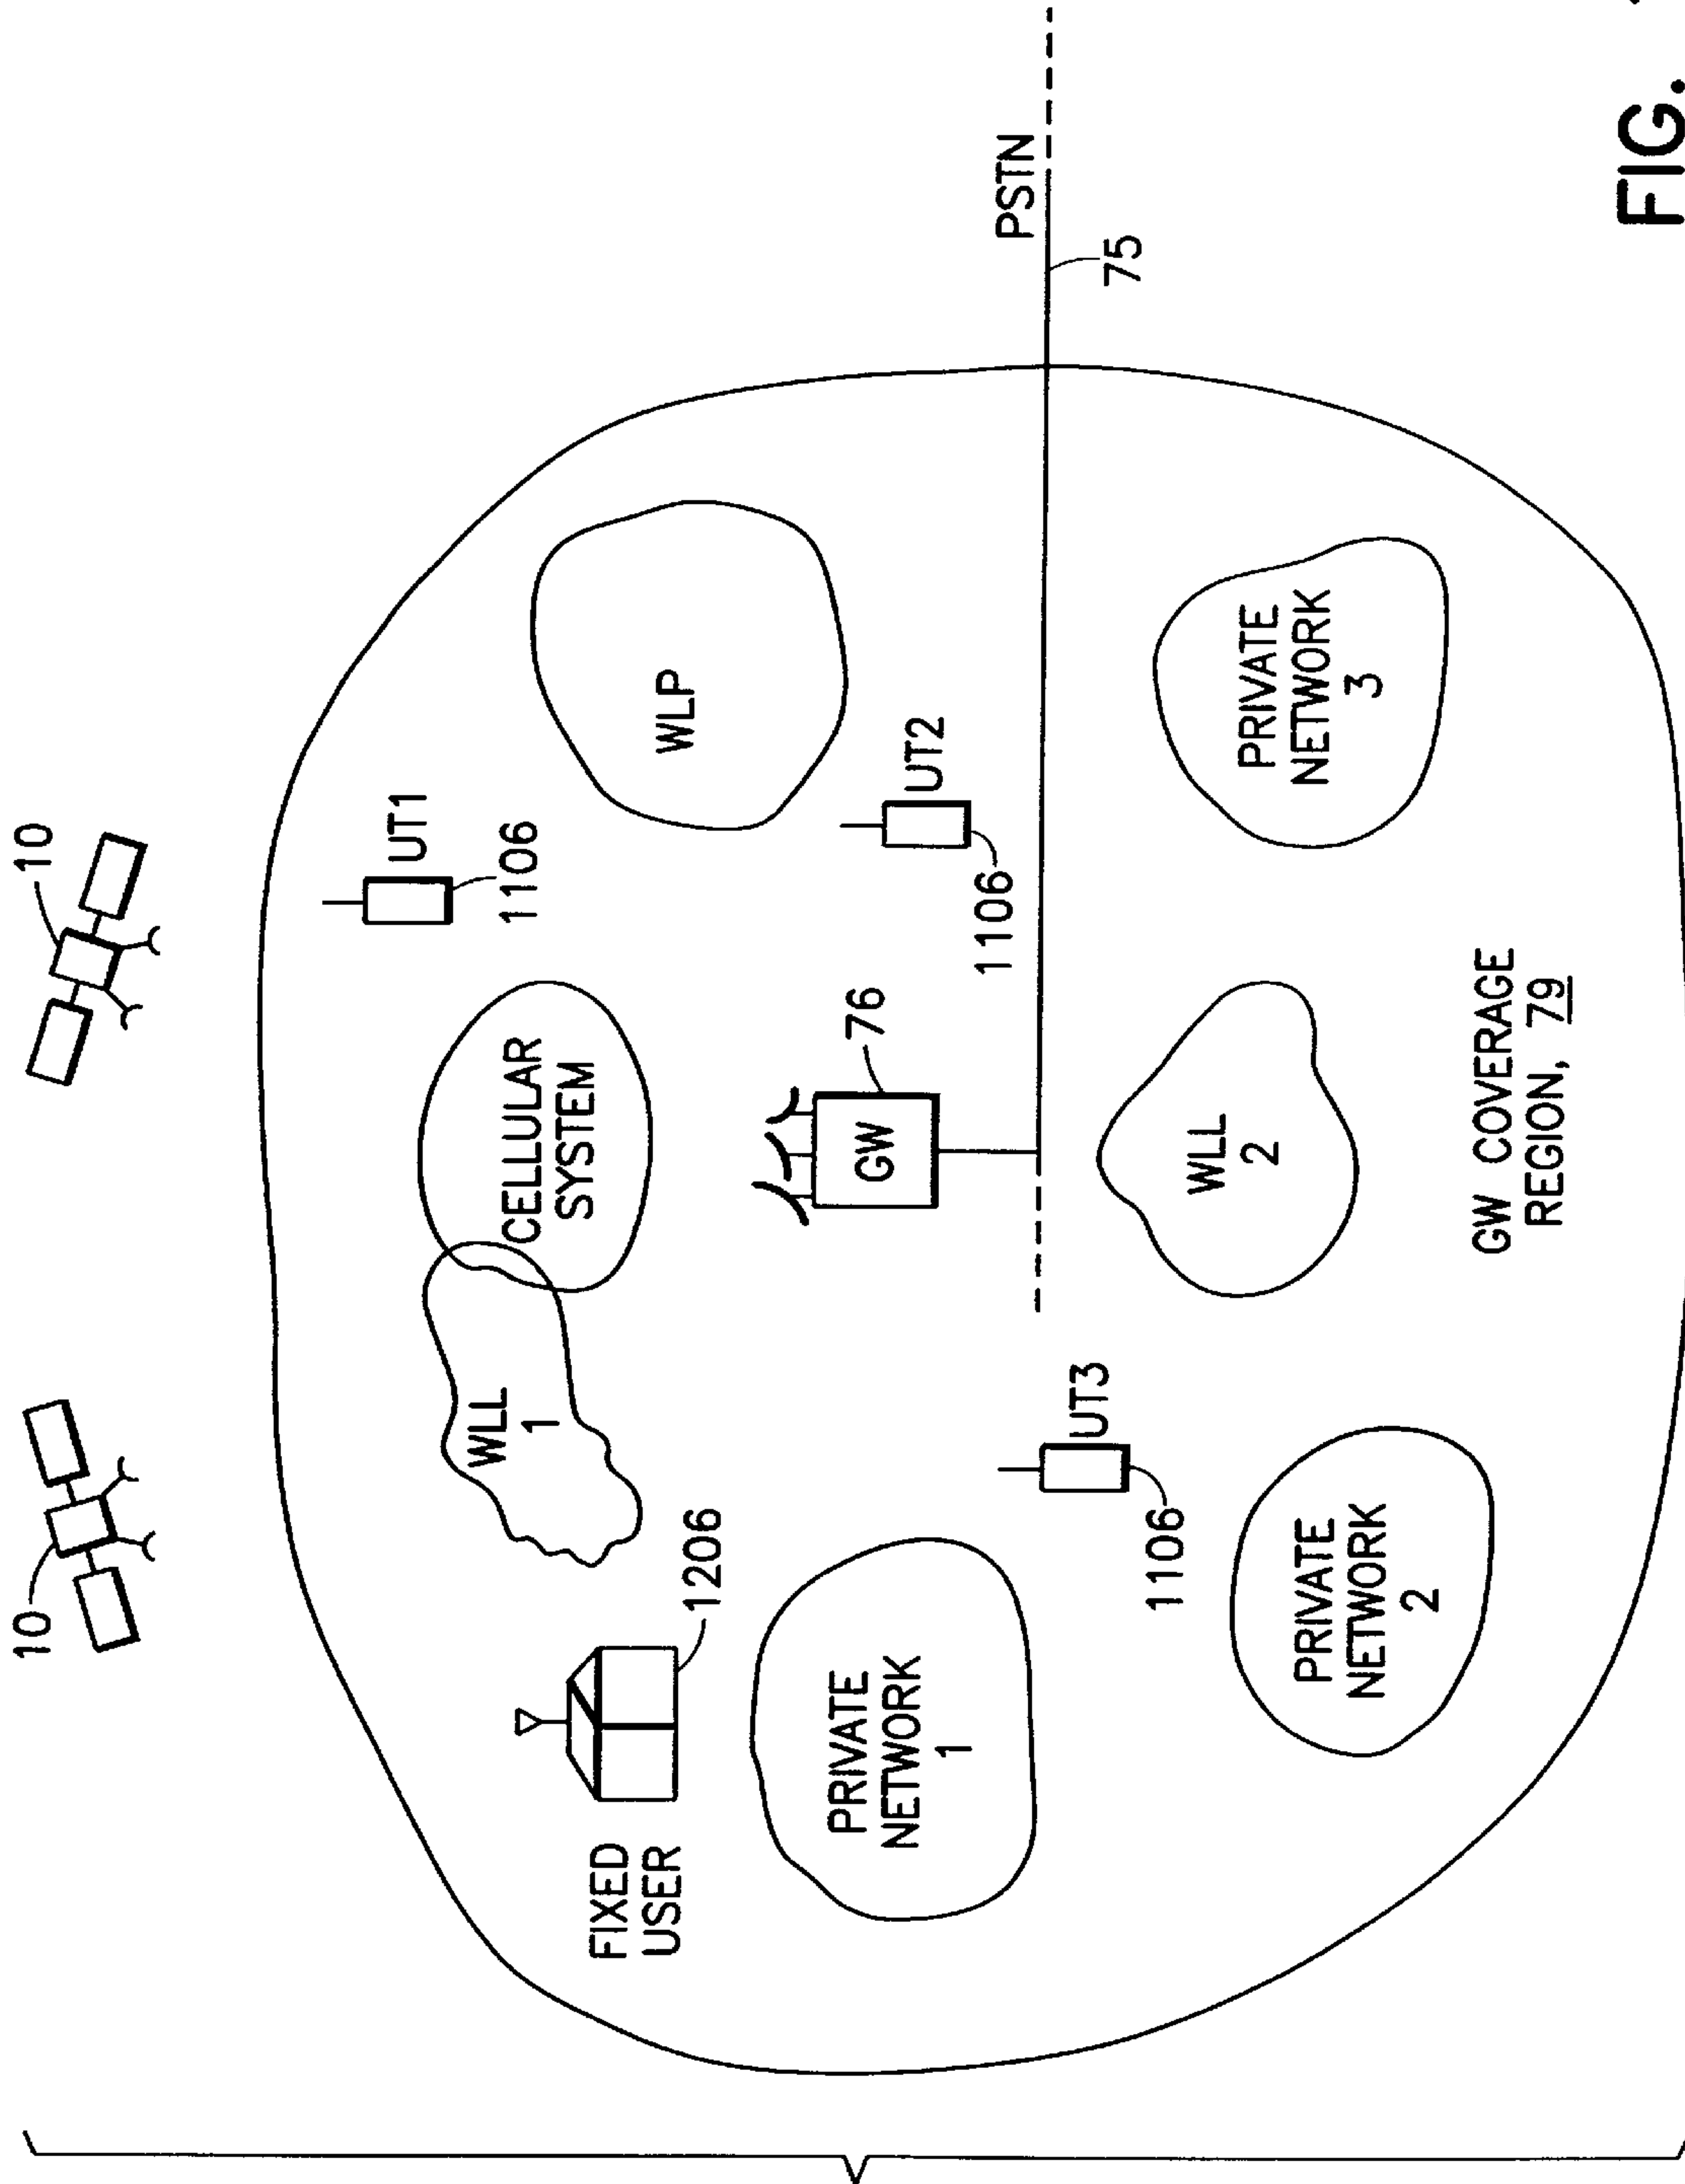 10
10
UT1
1106
CELLULAR
SYSTEM
WLL
1
FIXED
USER
1206
WLP
UT2
1106
76
GW
PSTN
75
PRIVATE
NETWORK
1
UT3
1106
WLL
2
PRIVATE
NETWORK
3
PRIVATE
NETWORK
2
GW COVERAGE
REGION, 79
FIG.